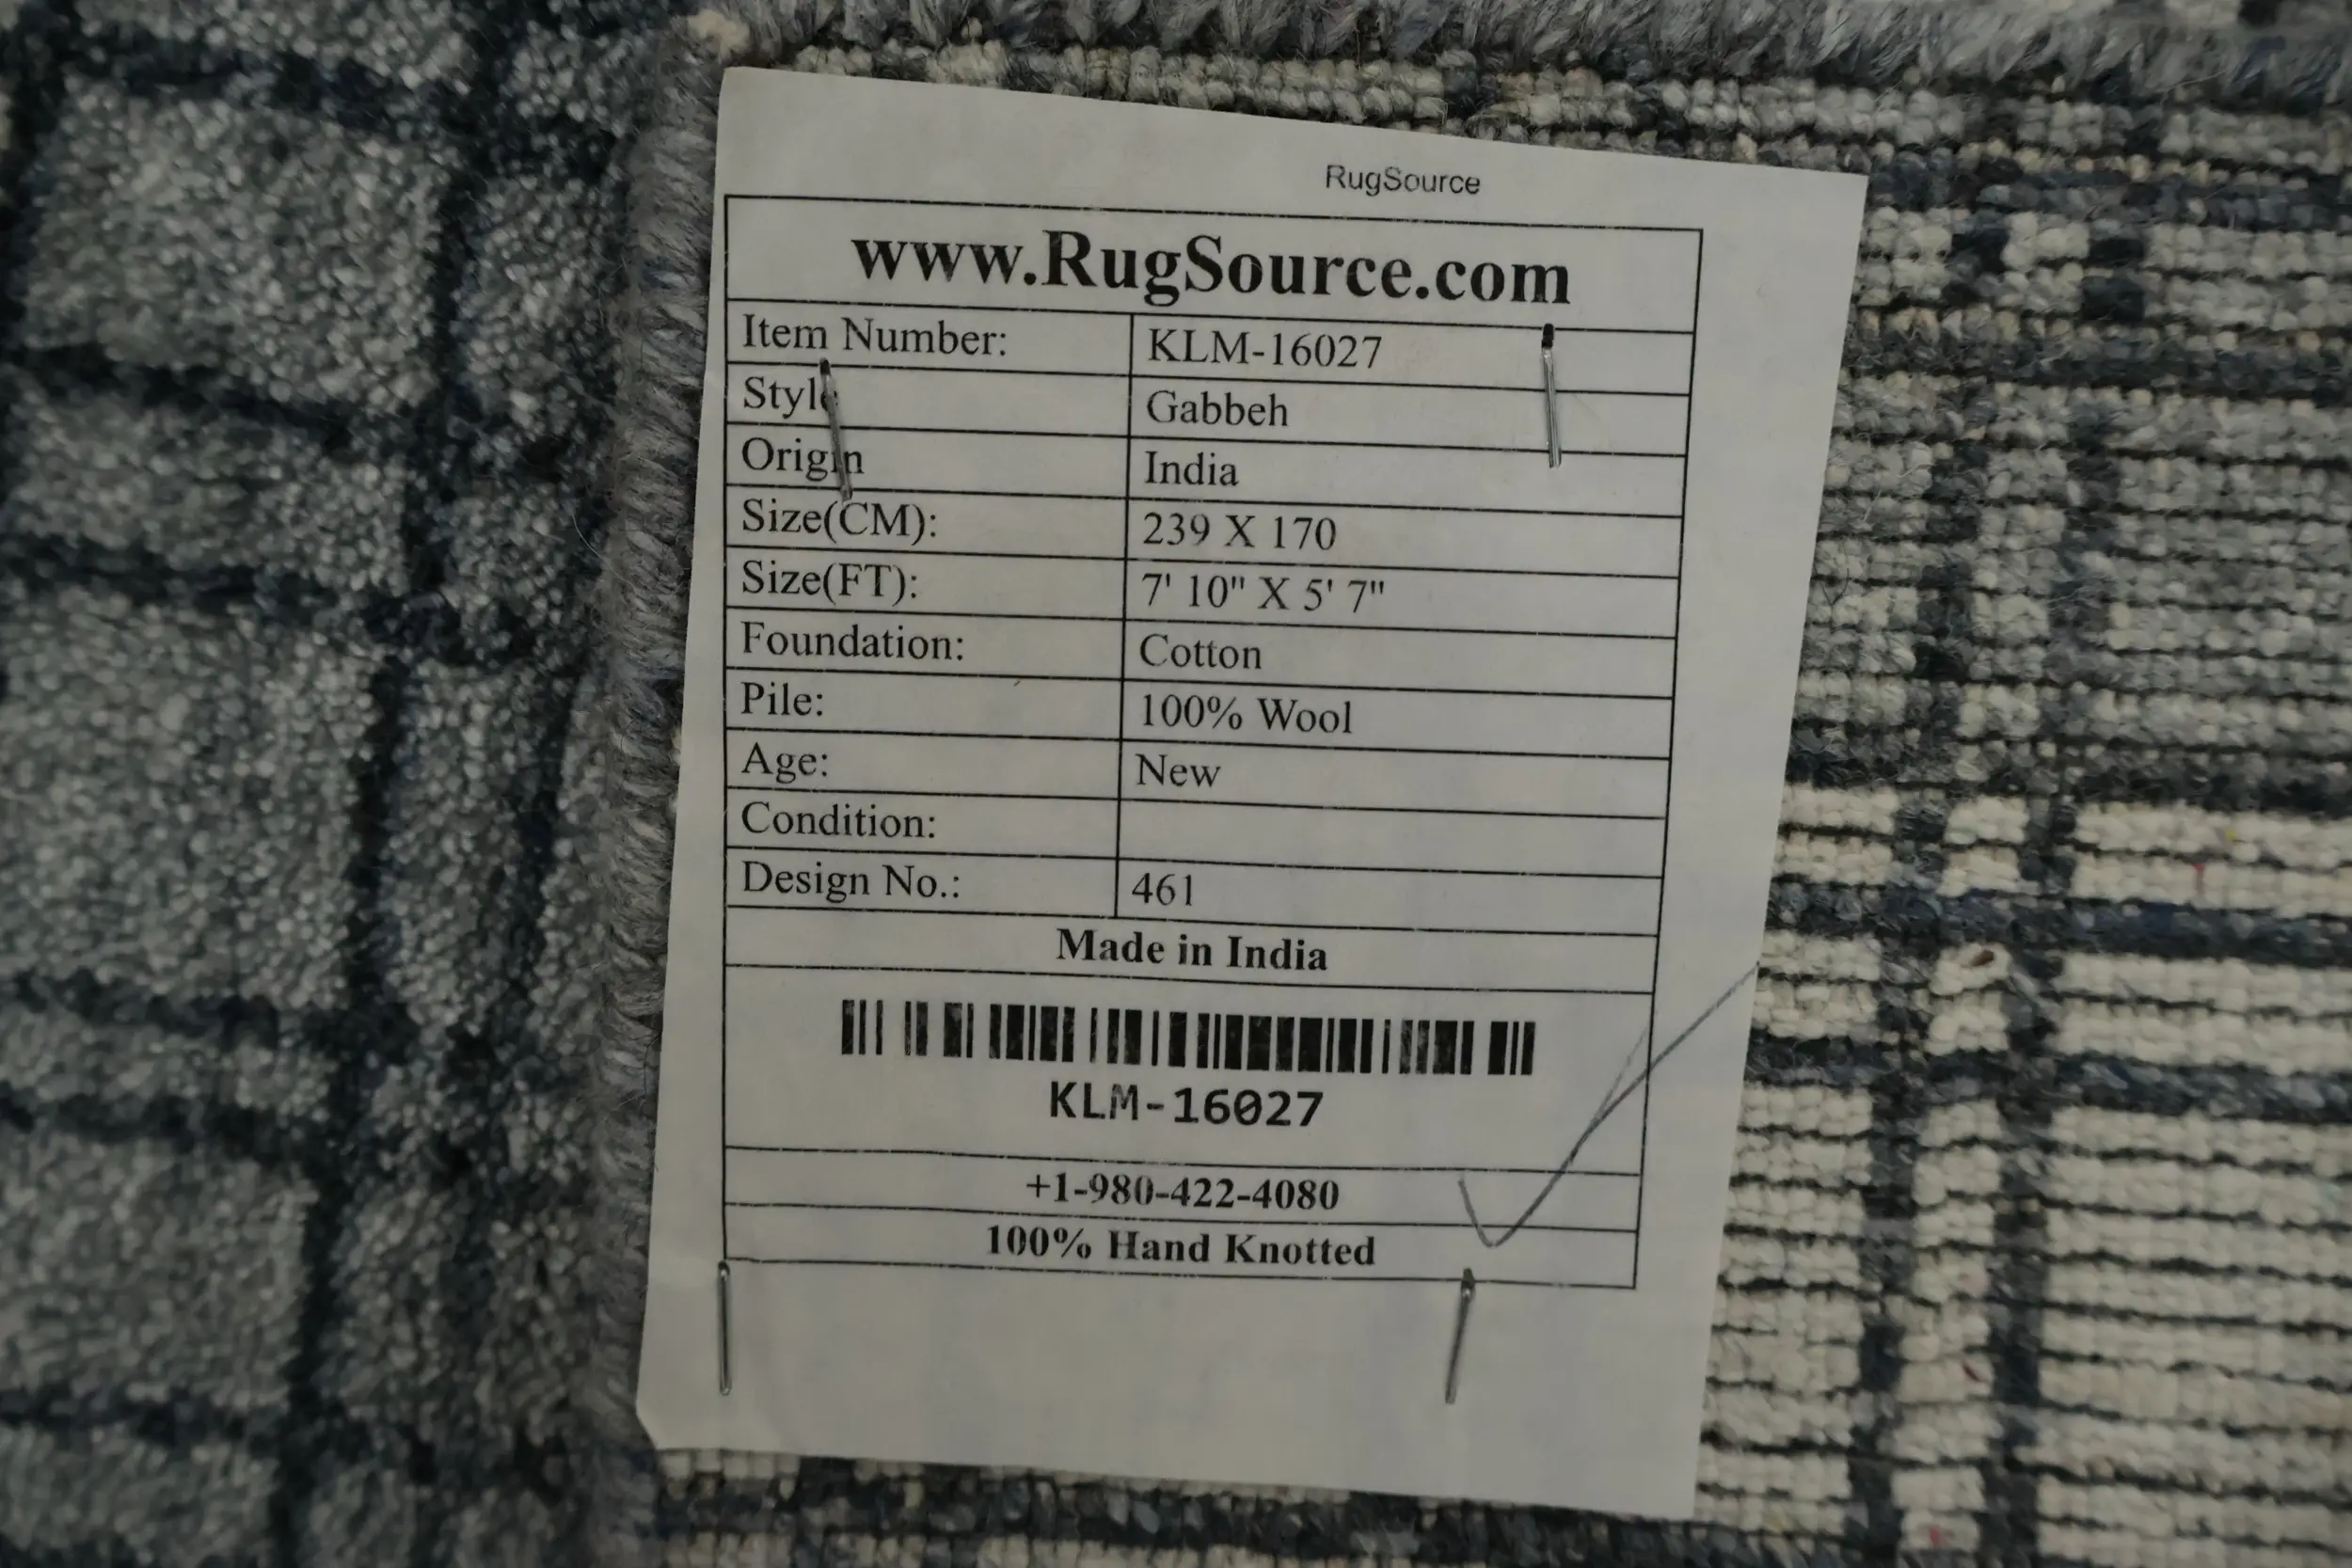 RugSource
www.RugSource.com
Item Number: KLM-16027
Style Gabbeh
Origin India
Size(CM): 239 X 170
Size(FT): 7' 10" X 5' 7"
Foundation: Cotton
Pile: 100% Wool
Age: New
Condition:
Design No.: 461
Made in India
KLM-16027
+1-980-422-4080
100% Hand Knotted